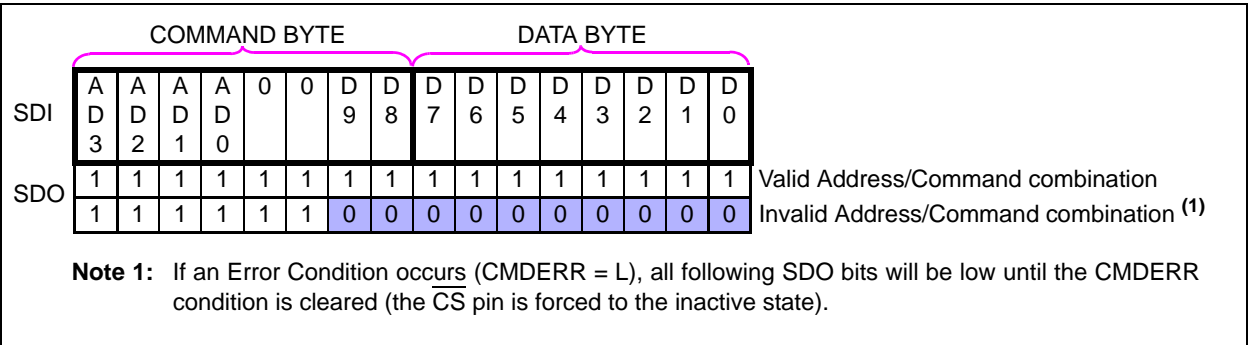 COMMAND BYTE DATA BYTE
SDI A A A A 0 0 D D D D D D D D D D
D D D D 9 8 7 6 5 4 3 2 1 0
3 2 1 0
SDO 1 1 1 1 1 1 1 1 1 1 1 1 1 1 1 1 Valid Address/Command combination
1 1 1 1 1 1 0 0 0 0 0 0 0 0 0 0 Invalid Address/Command combination (1)
Note 1: If an Error Condition occurs (CMDERR = L), all following SDO bits will be low until the CMDERR
condition is cleared (the CS pin is forced to the inactive state).